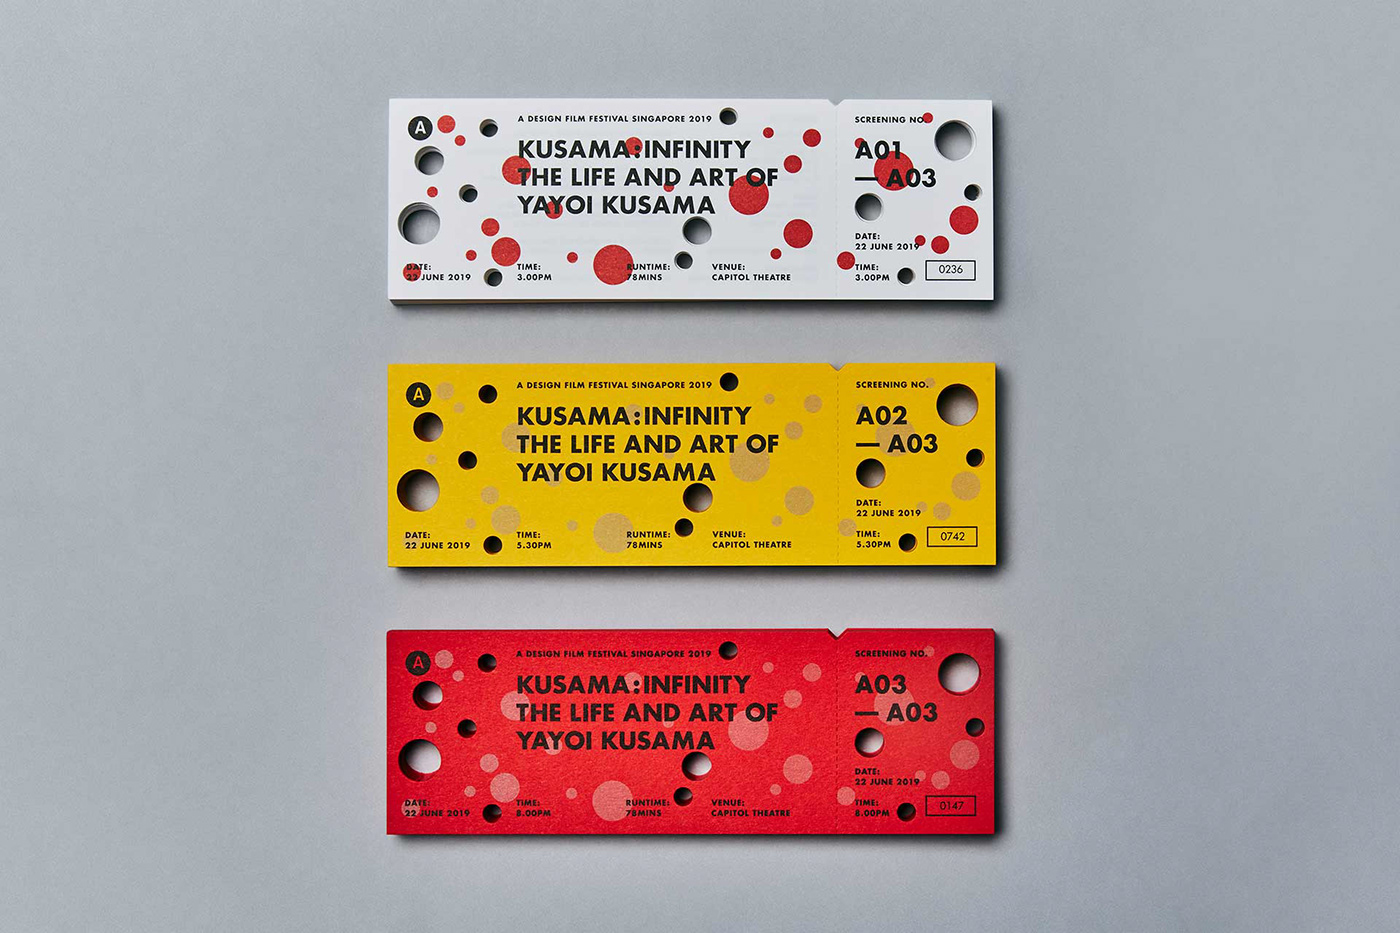 A
A DESIGN FILM FESTIVAL SINGAPORE 2019
KUSAMA:INFINITY
THE LIFE AND ART OF
YAYOI KUSAMA
DATE:
22 JUNE 2019
TIME:
3.00PM
RUNTIME:
78MINS
VENUE:
CAPITOL THEATRE
SCREENING NO.
A01
— A03
DATE:
22 JUNE 2019
TIME:
3.00PM
0236
A
A DESIGN FILM FESTIVAL SINGAPORE 2019
KUSAMA:INFINITY
THE LIFE AND ART OF
YAYOI KUSAMA
DATE:
22 JUNE 2019
TIME:
5.30PM
RUNTIME:
78MINS
VENUE:
CAPITOL THEATRE
SCREENING NO.
A02
— A03
DATE:
22 JUNE 2019
TIME:
5.30PM
0742
A
A DESIGN FILM FESTIVAL SINGAPORE 2019
KUSAMA:INFINITY
THE LIFE AND ART OF
YAYOI KUSAMA
DATE:
22 JUNE 2019
TIME:
8.00PM
RUNTIME:
78MINS
VENUE:
CAPITOL THEATRE
SCREENING NO.
A03
— A03
DATE:
22 JUNE 2019
TIME:
8.00PM
0147